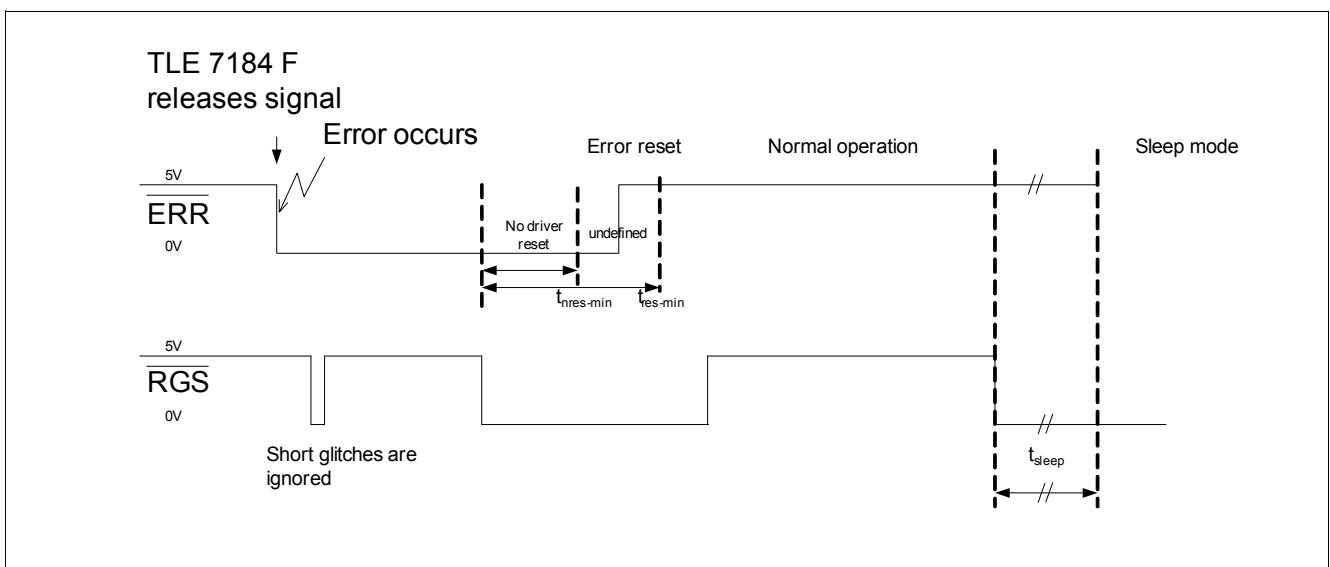 TLE 7184 F
releases signal
Error occurs
Error reset
Normal operation
Sleep mode
5V
ERR
0V
No driver
reset
undefined
tnres-min
tres-min
5V
RGS
0V
Short glitches are
ignored
tsleep